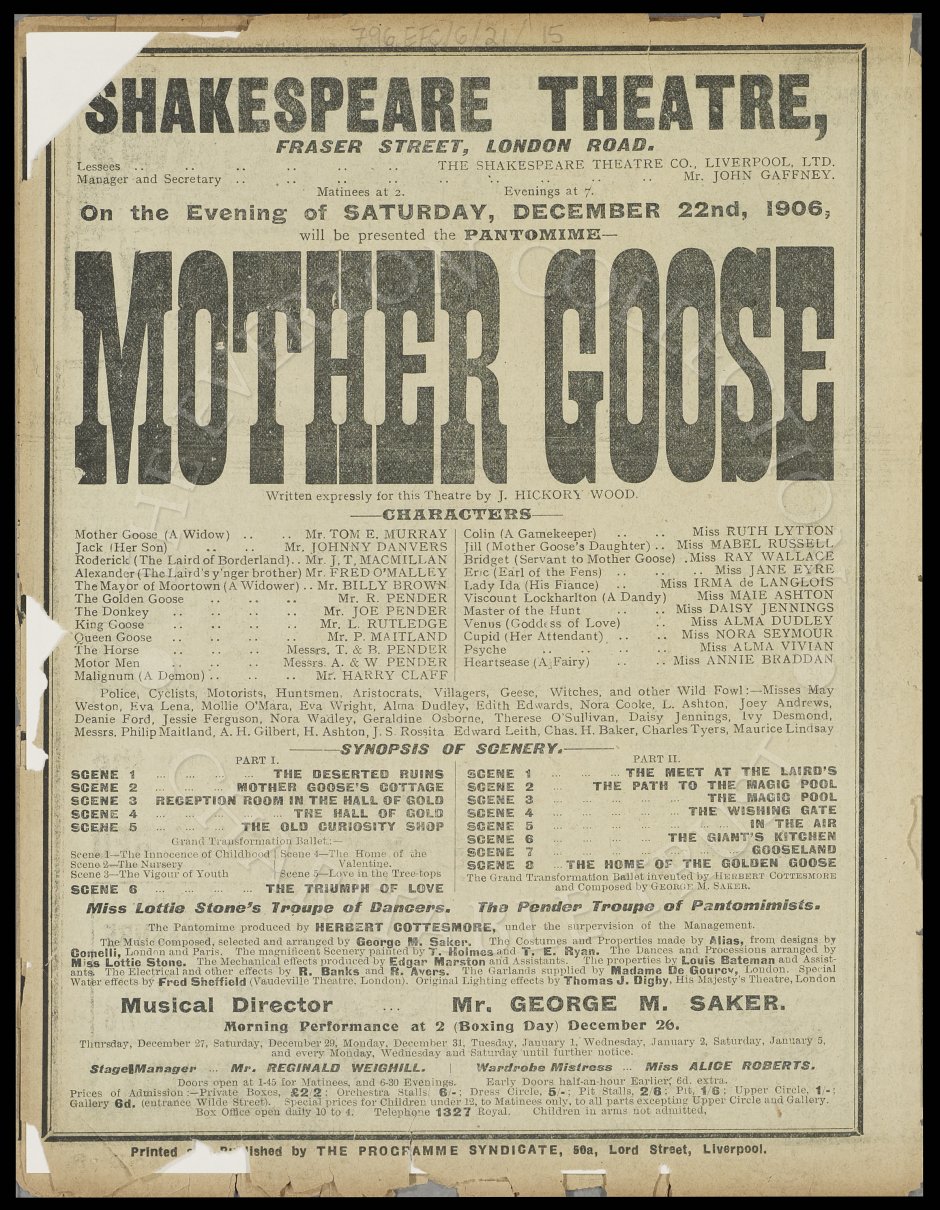 796 EFC/6/21/ 15
SHAKESPEARE THEATRE,
FRASER STREET, LONDON ROAD.
Lessees .. .. .. .. .. .. THE SHAKESPEARE THEATRE CO., LIVERPOOL, LTD.
Manager and Secretary .. .. .. .. .. .. .. .. .. Mr. JOHN GAFFNEY.
Matinees at 2. Evenings at 7.
On the Evening of SATURDAY, DECEMBER 22nd, 1906,
will be presented the PANTOMIME—
MOTHER GOOSE
Written expressly for this Theatre by J. HICKORY WOOD.
—CHARACTERS—
Mother Goose (A Widow) .. .. Mr. TOM E. MURRAY
Jack (Her Son) .. .. Mr. JOHNNY DANVERS
Roderick (The Laird of Borderland).. Mr. J. T. MACMILLAN
Alexander (The Laird's y'nger brother) Mr. FRED O'MALLEY
The Mayor of Moortown (A Widower) .. Mr. BILLY BROWN
The Golden Goose .. .. .. Mr. R. PENDER
The Donkey .. .. .. .. Mr. JOE PENDER
King Goose .. .. .. .. Mr. L. RUTLEDGE
Queen Goose .. .. .. .. Mr. P. MAITLAND
The Horse .. .. .. Messrs. T. & B. PENDER
Motor Men .. .. .. Messrs. A. & W PENDER
Malignum (A Demon) .. .. .. Mr. HARRY CLAFF
Colin (A Gamekeeper) .. .. Miss RUTH LYTTON
Jill (Mother Goose's Daughter) .. Miss MABEL RUSSELL
Bridget (Servant to Mother Goose) .Miss RAY WALLACE
Eric (Earl of the Fens) .. .. .. Miss JANE EYRE
Lady Ida (His Fiance) .. .. Miss IRMA de LANGLOIS
Viscount Lockharlton (A Dandy) Miss MAIE ASHTON
Master of the Hunt .. .. Miss DAISY JENNINGS
Venus (Goddess of Love) .. Miss ALMA DUDLEY
Cupid (Her Attendant) .. .. Miss NORA SEYMOUR
Psyche .. .. .. .. Miss ALMA VIVIAN
Heartsease (A Fairy) .. .. Miss ANNIE BRADDAN
Police, Cyclists, Motorists, Huntsmen. Aristocrats, Villagers, Geese, Witches, and other Wild Fowl:—Misses May
Weston, Eva Lena, Mollie O'Mara, Eva Wright, Alma Dudley, Edith Edwards, Nora Cooke, L. Ashton, Joey Andrews,
Deanie Ford, Jessie Ferguson, Nora Wadley, Geraldine Osborne, Therese O'Sullivan, Daisy Jennings, Ivy Desmond,
Messrs. Philip Maitland, A. H. Gilbert, H. Ashton, J. S. Rossita Edward Leith, Chas. H. Baker, Charles Tyers, Maurice Lindsay
—SYNOPSIS OF SCENERY.—
PART I.
SCENE 1 ... ... ... ... THE DESERTED RUINS
SCENE 2 ... ... ... MOTHER GOOSE'S COTTAGE
SCENE 3 RECEPTION ROOM IN THE HALL OF GOLD
SCENE 4 ... ... ... ... THE HALL OF GOLD
SCENE 5 ... ... ... THE OLD CURIOSITY SHOP
Grand Transformation Ballet:—
Scene 1—The Innocence of Childhood
Scene 2—The Nursery
Scene 3—The Vigour of Youth
Scene 4—The Home of the
Valentine.
Scene 5—Love in the Tree-tops
SCENE 6 ... ... ... ... THE TRIUMPH OF LOVE
PART II.
SCENE 1 ... ... ... THE MEET AT THE LAIRD'S
SCENE 2 ... ... THE PATH TO THE MAGIC POOL
SCENE 3 ... ... ... ... ... THE MAGIC POOL
SCENE 4 ... ... ... ... THE WISHING GATE
SCENE 5 ... ... ... ... ... ... IN THE AIR
SCENE 6 ... ... ... ... THE GIANT'S KITCHEN
SCENE 7 ... ... ... ... ... ... GOOSELAND
SCENE 8 ... THE HOME OF THE GOLDEN GOOSE
The Grand Transformation Ballet invented by HERBERT COTTESMORE
and Composed by GEORGE M. SAKER.
Miss Lottie Stone's Troupe of Dancers. The Pender Troupe of Pantomimists.
The Pantomime produced by HERBERT COTTESMORE, under the surpervision of the Management.
The Music Composed, selected and arranged by George M. Saker. The Costumes and Properties made by Alias, from designs by
Comelli, London and Paris. The magnificent Scenery painted by T. Holmes and T. E. Ryan. The Dances and Processions arranged by
Miss Lottie Stone. The Mechanical effects produced by Edgar Marston and Assistants. The properties by Louis Bateman and Assist-
ants. The Electrical and other effects by R. Banks and R. Avers. The Garlands supplied by Madame De Gourcy, London. Special
Water effects by Fred Sheffield (Vaudeville Theatre, London). Original Lighting effects by Thomas J. Digby, His Majesty's Theatre, London
Musical Director ... Mr. GEORGE M. SAKER.
Morning Performance at 2 (Boxing Day) December 26.
Thursday, December 27, Saturday, December 29, Monday, December 31, Tuesday, January 1, Wednesday, January 2, Saturday, January 5,
and every Monday, Wednesday and Saturday until further notice.
Stage Manager ... Mr. REGINALD WEIGHILL. | Wardrobe Mistress ... Miss ALICE ROBERTS.
Doors open at 1-45 for Matinees, and 6-30 Evenings. Early Doors half-an-hour Earlier; 6d. extra.
Prices of Admission:—Private Boxes, £2/2; Orchestra Stalls, 6/-; Dress Circle, 5/-; Pit Stalls, 2/6; Pit, 1/6; Upper Circle, 1/-;
Gallery 6d. (entrance Wilde Street). Special prices for Children under 12, to Matinees only, to all parts excepting Upper Circle and Gallery.
Box Office open daily 10 to 4. Telephone 1327 Royal. Children in arms not admitted,
Printed Published by THE PROGRAMME SYNDICATE, 50a, Lord Street, Liverpool.
THE EVERTON COLLECTION